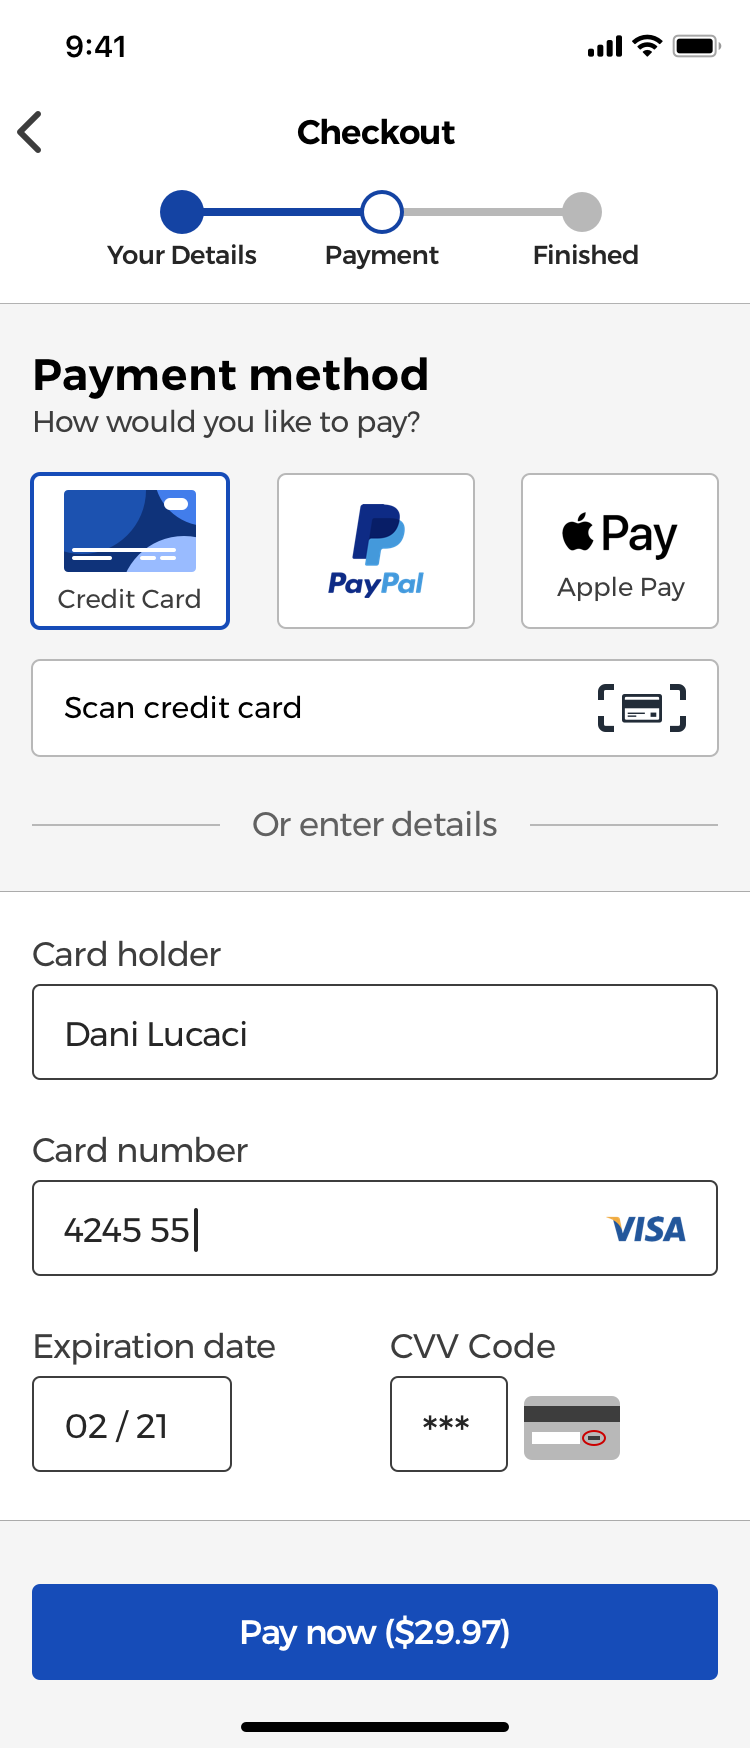 9:41
Checkout
Your Details Payment Finished
Payment method
How would you like to pay?
Credit Card
PayPal
Pay
Apple Pay
Scan credit card
Or enter details
Card holder
Dani Lucaci
Card number
4245 55
VISA
Expiration date
02 / 21
CVV Code
***
Pay now ($29.97)